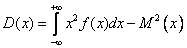 D(x) = ∫_{-∞}^{+∞} x² f(x)dx − M²(x)